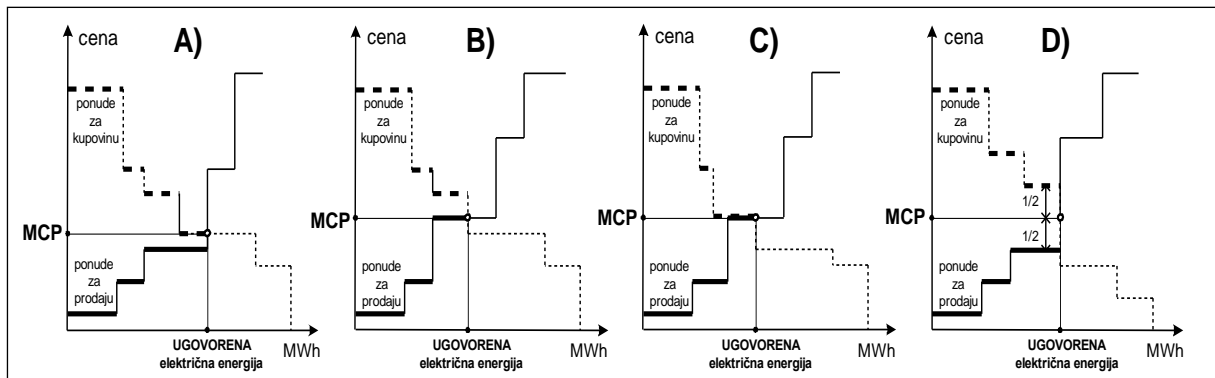 A)
cena
ponude
za
kupovinu
MCP
ponude
za
prodaju
UGOVORENA
električna energija
MWh
B)
cena
ponude
za
kupovinu
MCP
ponude
za
prodaju
UGOVORENA
električna energija
MWh
C)
cena
ponude
za
kupovinu
MCP
ponude
za
prodaju
UGOVORENA
električna energija
MWh
D)
cena
ponude
za
kupovinu
1/2
MCP
1/2
ponude
za
prodaju
UGOVORENA
električna energija
MWh